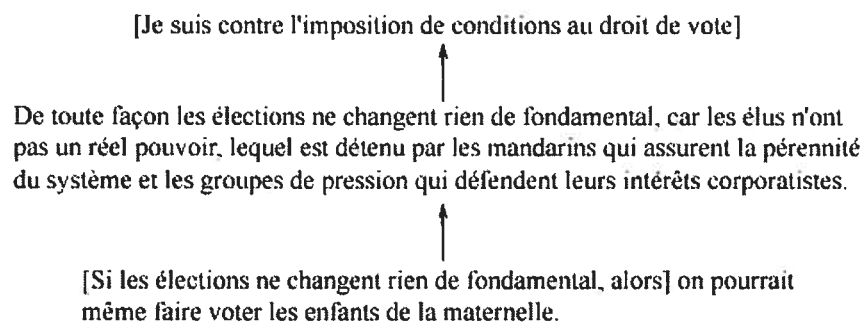 [Je suis contre l'imposition de conditions au droit de vote]
De toute façon les élections ne changent rien de fondamental, car les élus n'ont
pas un réel pouvoir, lequel est détenu par les mandarins qui assurent la pérennité
du système et les groupes de pression qui défendent leurs intérêts corporatistes.
[Si les élections ne changent rien de fondamental, alors] on pourrait
même faire voter les enfants de la maternelle.